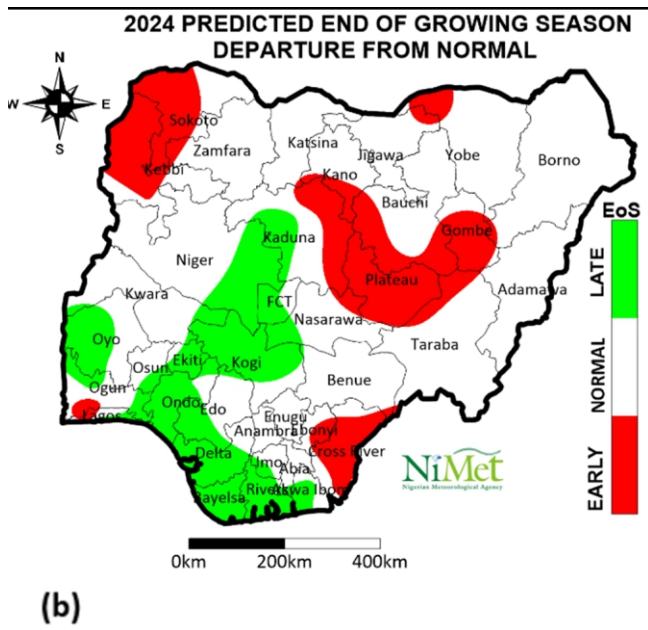 2024 PREDICTED END OF GROWING SEASON
DEPARTURE FROM NORMAL
N
W
E
S
Sokoto
Zamfara
Katsina
Jigawa
Yobe
Borno
Kebbi
Kano
Bauchi
Kaduna
Gombe
Niger
Plateau
Adamawa
Kwara
FCT
Nasarawa
Taraba
Oyo
Osun
Ekiti
Kogi
Benue
Ogun
Ondo
Edo
Enugu
Lagos
Anambra
Ebonyi
Delta
Imo
Abia
Cross River
Bayelsa
Rivers
Akwa Ibom
EoS
LATE
NORMAL
EARLY
NiMet
Nigerian Meteorological Agency
0km
200km
400km
(b)